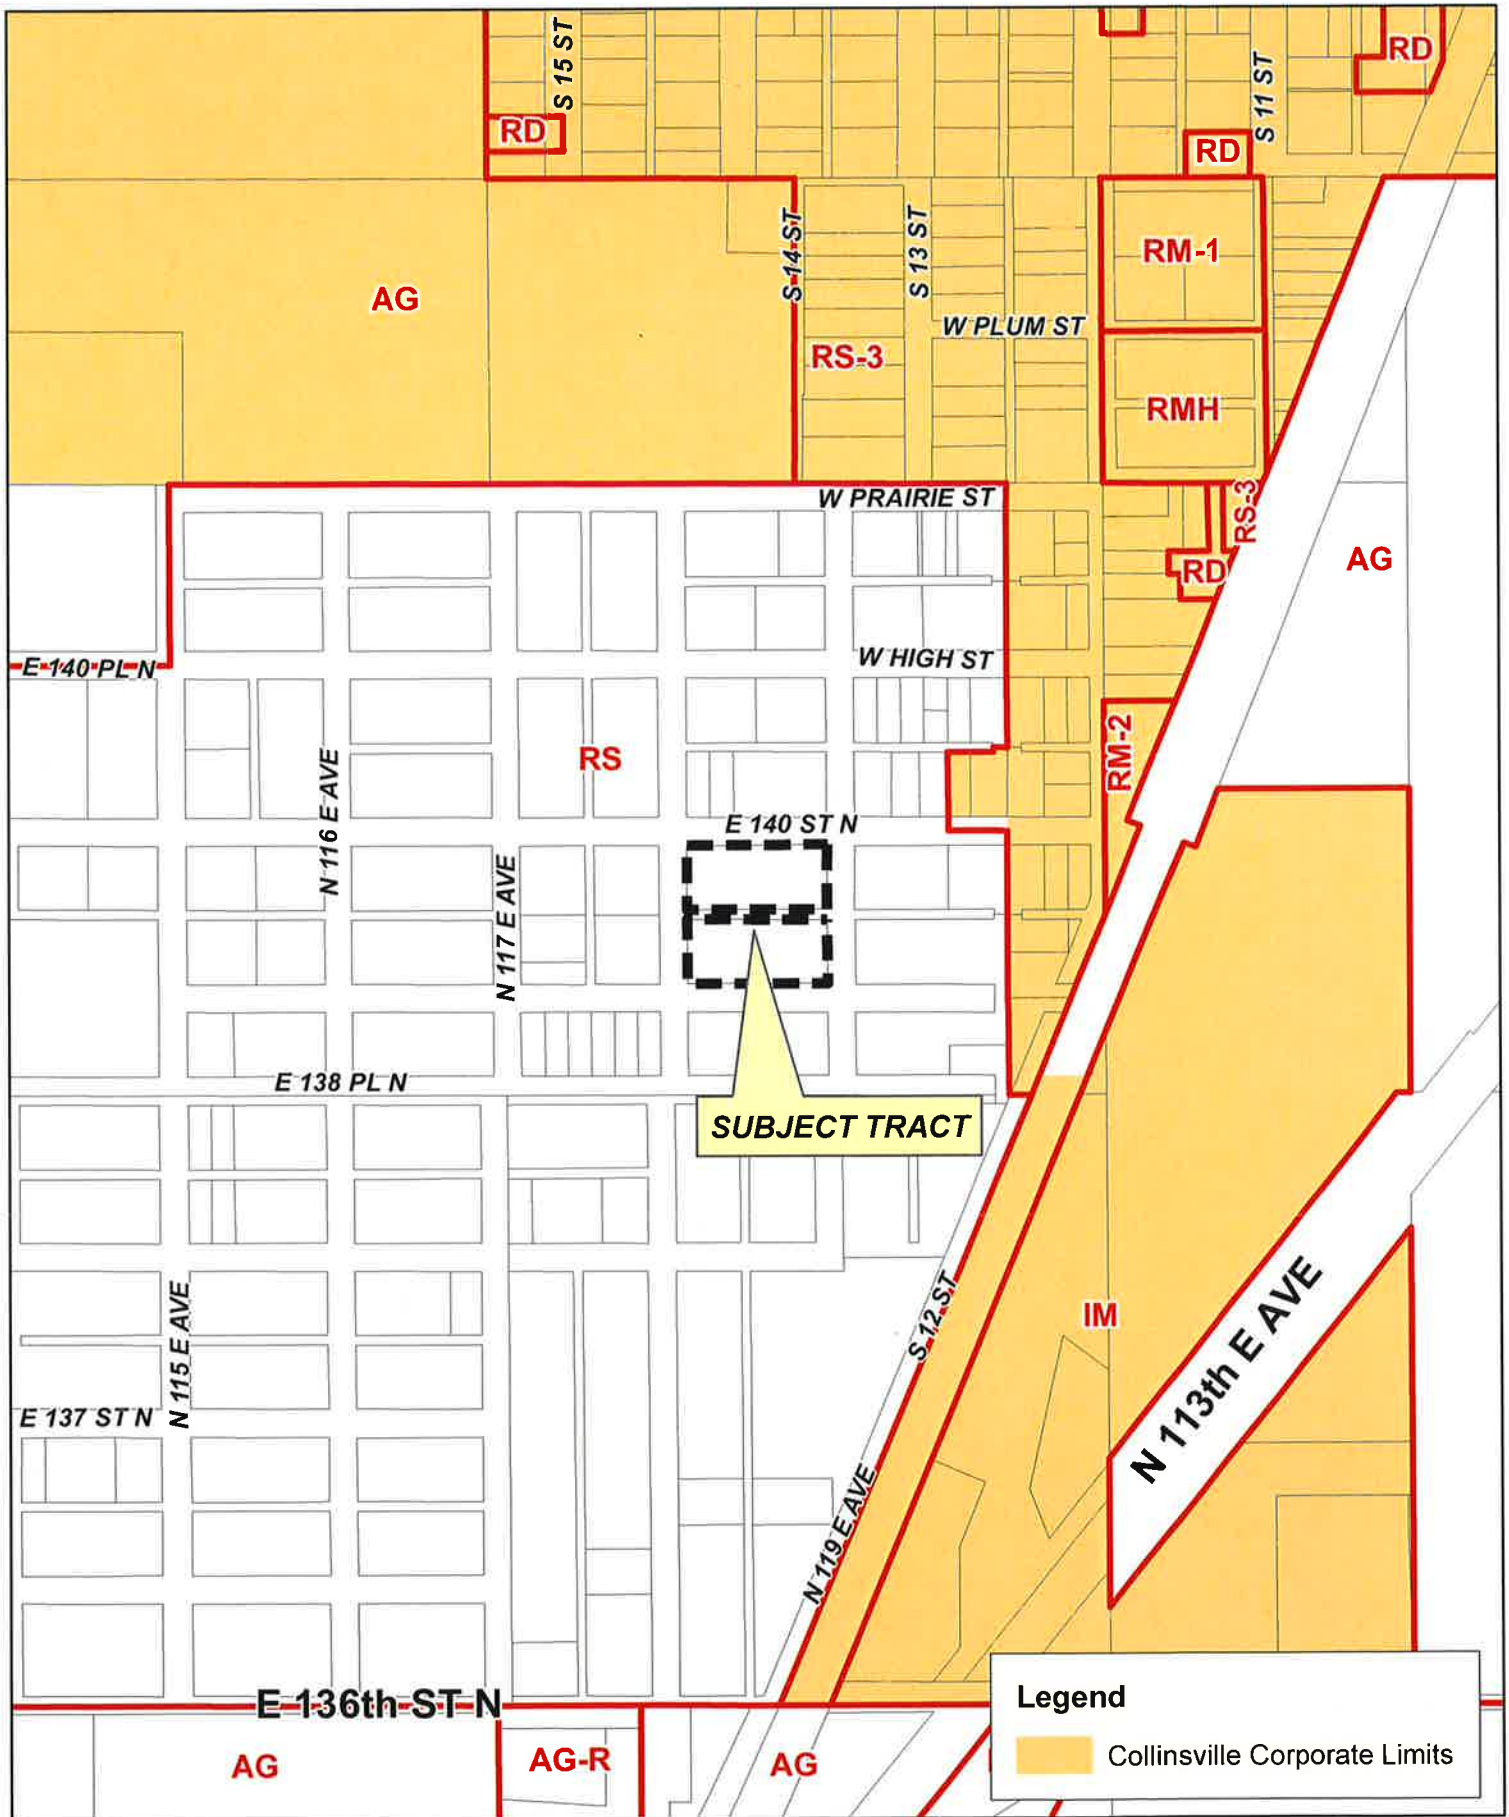 S 15 ST
RD
RD
S 11 ST
RD
AG
S 14 ST
S 13 ST
RM-1
W PLUM ST
RS-3
RMH
W PRAIRIE ST
RS-3
RD
AG
E 140 PL N
W HIGH ST
RS
RM-2
N 116 E AVE
E 140 ST N
N 117 E AVE
E 138 PL N
SUBJECT TRACT
N 115 E AVE
S 12 ST
IM
N 113th E AVE
E 137 ST N
N 119 E AVE
E 136th ST N
AG
AG-R
AG
Legend
Collinsville Corporate Limits